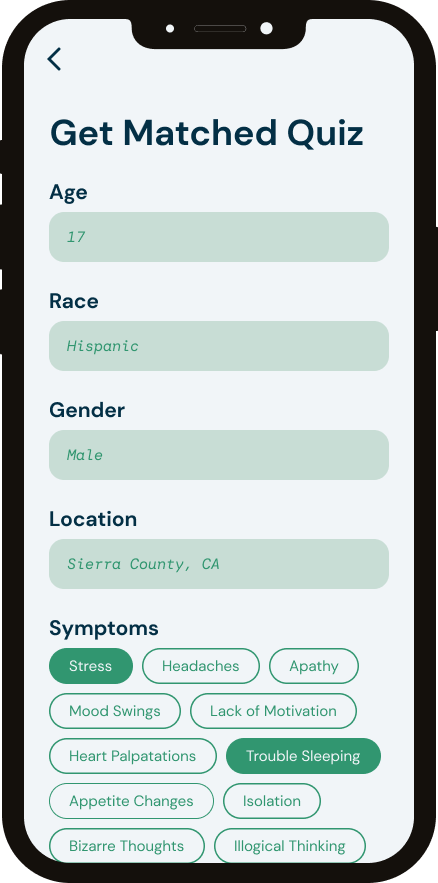 Get Matched Quiz
Age
17
Race
Hispanic
Gender
Male
Location
Sierra County, CA
Symptoms
Stress Headaches Apathy
Mood Swings Lack of Motivation
Heart Palpatations Trouble Sleeping
Appetite Changes Isolation
Bizarre Thoughts Illogical Thinking